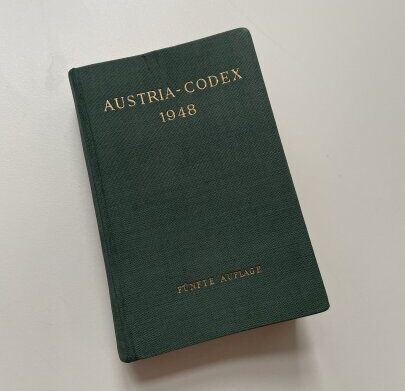 AUSTRIA-CODEX
1948
FÜNFTE AUFLAGE